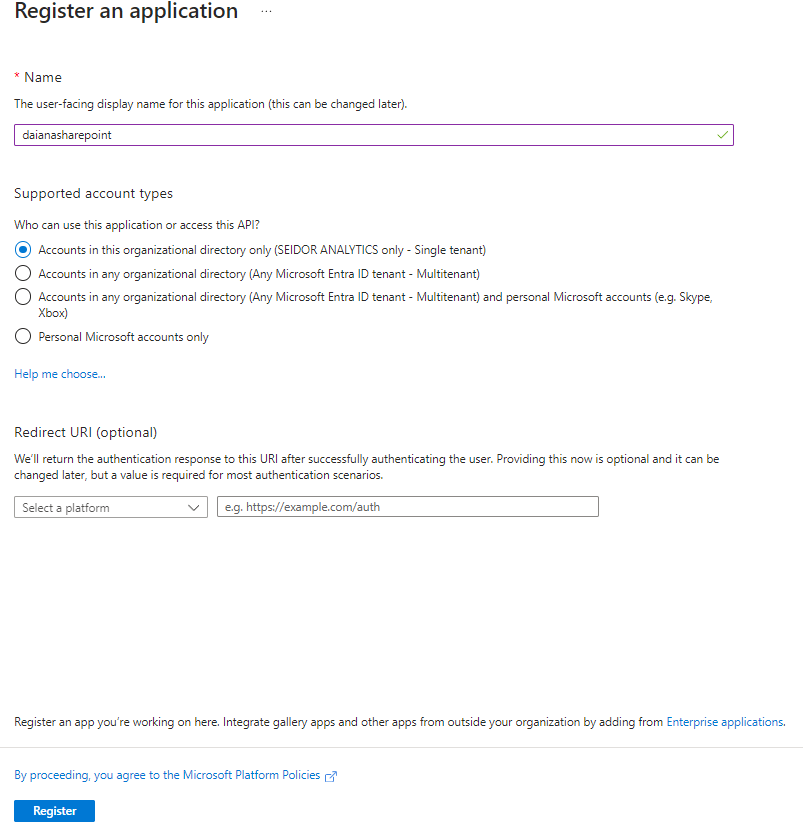 Register an application ...
* Name
The user-facing display name for this application (this can be changed later).
daianasharepoint
Supported account types
Who can use this application or access this API?
Accounts in this organizational directory only (SEIDOR ANALYTICS only - Single tenant)
Accounts in any organizational directory (Any Microsoft Entra ID tenant - Multitenant)
Accounts in any organizational directory (Any Microsoft Entra ID tenant - Multitenant) and personal Microsoft accounts (e.g. Skype,
Xbox)
Personal Microsoft accounts only
Help me choose...
Redirect URI (optional)
We'll return the authentication response to this URI after successfully authenticating the user. Providing this now is optional and it can be
changed later, but a value is required for most authentication scenarios.
Select a platform e.g. https://example.com/auth
Register an app you're working on here. Integrate gallery apps and other apps from outside your organization by adding from Enterprise applications.
By proceeding, you agree to the Microsoft Platform Policies
Register